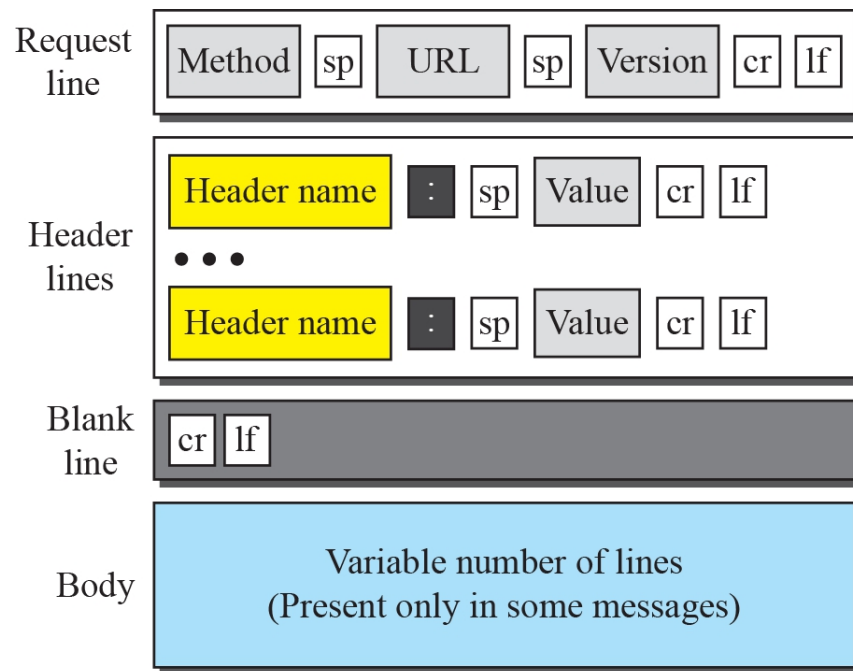 Request
line
Method sp URL sp Version cr lf
Header
lines
Header name : sp Value cr lf
• • •
Header name : sp Value cr lf
Blank
line
cr lf
Body
Variable number of lines
(Present only in some messages)